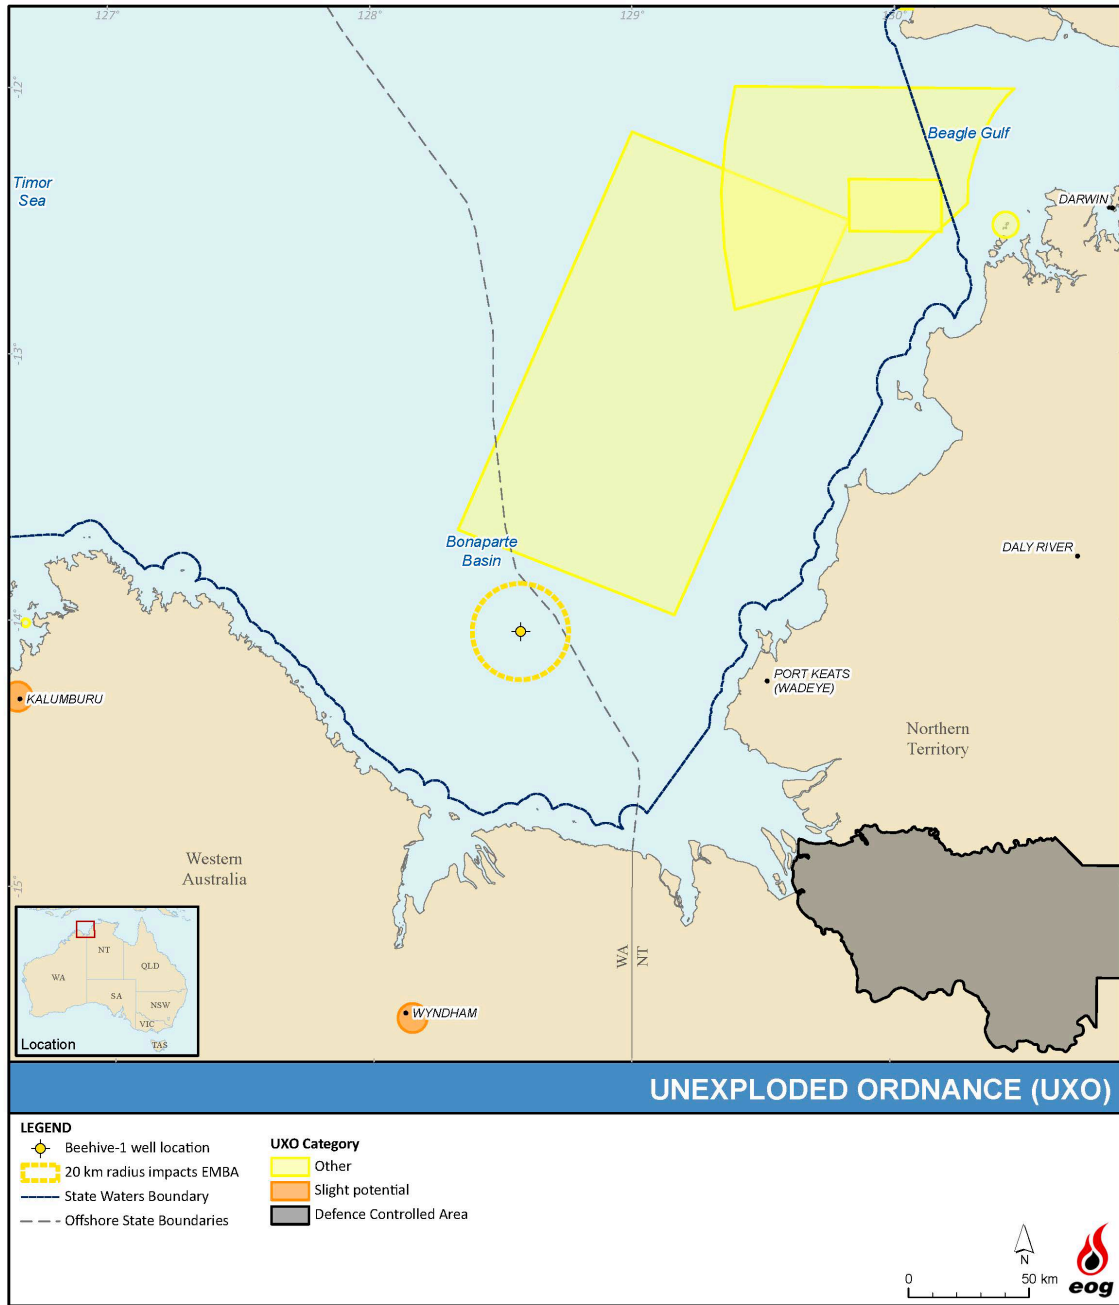 127°
128°
129°
130°
-12°
Beagle Gulf
Timor
Sea
DARWIN
-13°
Bonaparte
Basin
DALY RIVER
-14°
KALUMBURU
PORT KEATS
(WADEYE)
Northern
Territory
Western
Australia
-15°
WA
NT
WYNDHAM
WA
NT
QLD
SA
NSW
VIC
TAS
Location
UNEXPLODED ORDNANCE (UXO)
LEGEND
Beehive-1 well location
20 km radius impacts EMBA
State Waters Boundary
Offshore State Boundaries
UXO Category
Other
Slight potential
Defence Controlled Area
N
0 50 km
eog